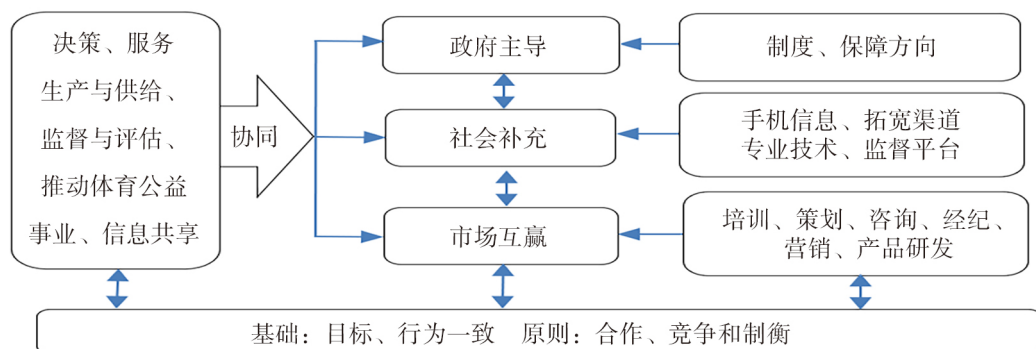 决策、服务
生产与供给、
监督与评估、
推动体育公益
事业、信息共享
协同
政府主导
社会补充
市场互赢
制度、保障方向
手机信息、拓宽渠道
专业技术、监督平台
培训、策划、咨询、经纪、
营销、产品研发
基础：目标、行为一致 原则：合作、竞争和制衡